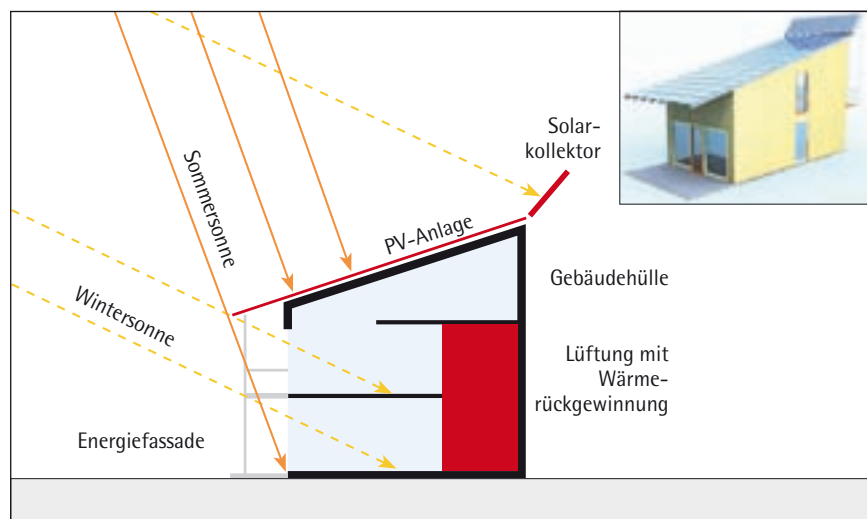 Solar-
kollektor
Sommersonne
PV-Anlage
Gebäudehülle
Wintersonne
Lüftung mit
Wärme-
rückgewinnung
Energiefassade